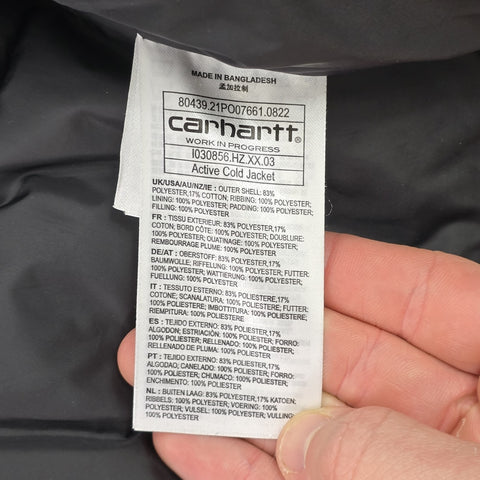 MADE IN BANGLADESH
孟加拉制
80439.21PO07661.0822
carhartt®
WORK IN PROGRESS
I030856.HZ.XX.03
Active Cold Jacket
UK/USA/AU/NZ/IE : OUTER SHELL: 83%
POLYESTER,17% COTTON; RIBBING: 100% POLYESTER;
LINING: 100% POLYESTER; PADDING: 100% POLYESTER;
FILLING: 100% POLYESTER
FR : TISSU EXTERIEUR: 83% POLYESTER,17%
COTON; BORD CÔTE: 100% POLYESTER; DOUBLURE:
100% POLYESTER; OUATINAGE: 100% POLYESTER;
REMBOURRAGE PLUME: 100% POLYESTER
DE/AT : OBERSTOFF: 83% POLYESTER,17%
BAUMWOLLE; RIFFELUNG: 100% POLYESTER; FUTTER:
100% POLYESTER; WATTIERUNG: 100% POLYESTER;
FUELLUNG: 100% POLYESTER
IT : TESSUTO ESTERNO: 83% POLIESTERE,17%
COTONE; SCANALATURA: 100% POLIESTERE; FUTTER:
100% POLIESTERE; IMBOTTITURA: 100% POLIESTERE;
RIEMPITURA: 100% POLIESTERE
ES : TEJIDO EXTERNO: 83% POLIESTER,17%
ALGODON; ESTRIACIÓN: 100% POLIESTER; FORRO:
100% POLIESTER; RELLENADO: 100% POLIESTER;
RELLENADO DE PLUMA: 100% POLIESTER
PT : TEJIDO EXTERNO: 83% POLIESTER,17%
ALGODAO; CANELADO: 100% POLIESTER; FORRO:
100% POLIESTER; CHUMACO: 100% POLIESTER;
ENCHIMENTO: 100% POLIESTER
NL : BUITEN LAAG: 83% POLYESTER,17% KATOEN;
RIBBELS: 100% POLYESTER; VOERING: 100%
POLYESTER; VULSEL: 100% POLYESTER; VULLING:
100% POLYESTER